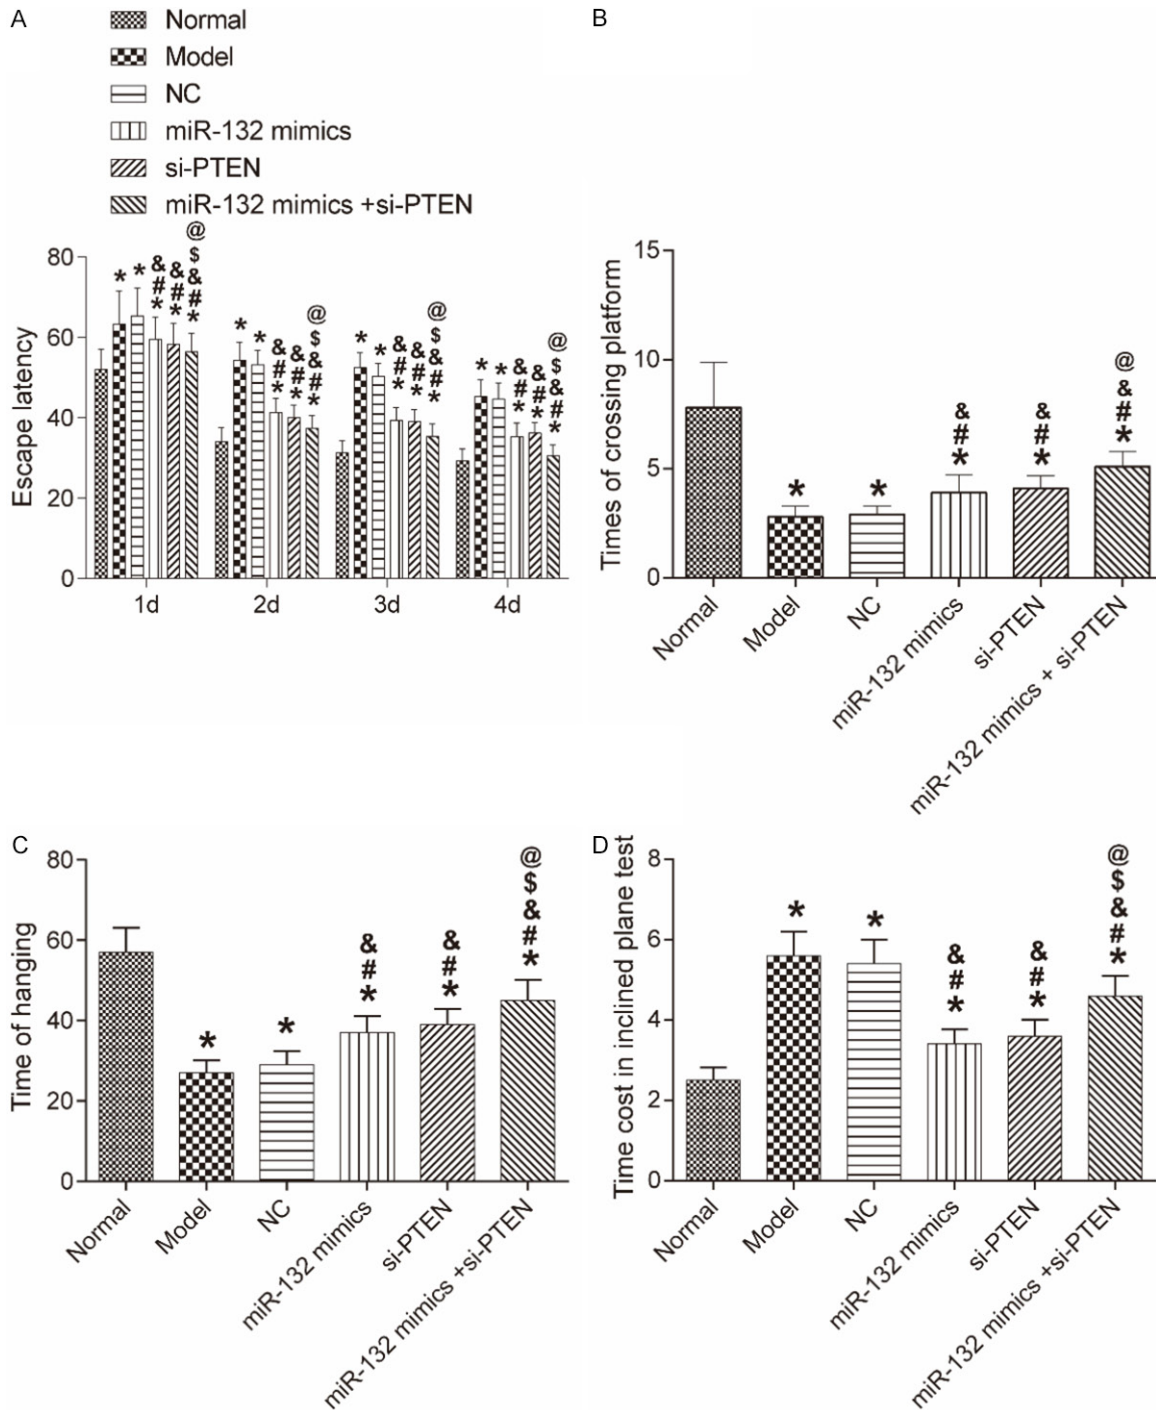 A
Normal
Model
NC
miR-132 mimics
si-PTEN
miR-132 mimics +si-PTEN
Escape latency
80
60
40
20
0
* * & # * & # * @ $ & # *
* * & # * & # * @ $ & # *
* * & # * & # * @ $ & # *
* * & # * & # * @ $ & # *
1d 2d 3d 4d
B
Times of crossing platform
15
10
5
0
* * & # * & # * @ & # *
Normal
Model
NC
miR-132 mimics
si-PTEN
miR-132 mimics + si-PTEN
C
Time of hanging
80
60
40
20
0
* * & # * & # * @ $ & # *
Normal
Model
NC
miR-132 mimics
si-PTEN
miR-132 mimics +si-PTEN
D
Time cost in inclined plane test
8
6
4
2
0
* * & # * & # * @ $ & # *
Normal
Model
NC
miR-132 mimics
si-PTEN
miR-132 mimics +si-PTEN